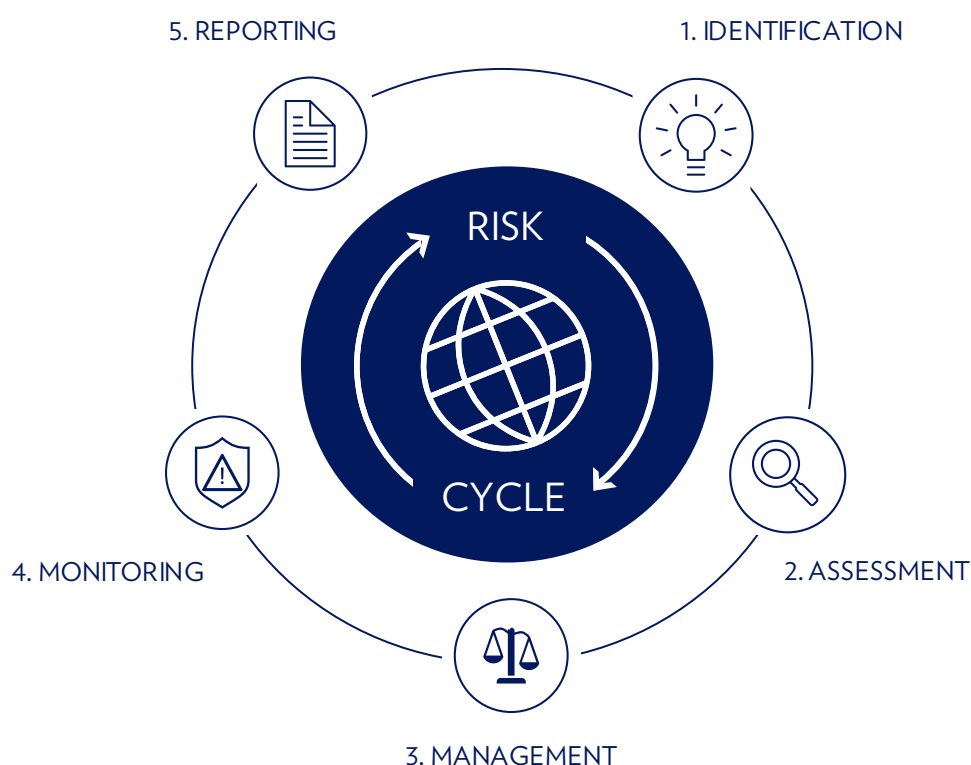 5. REPORTING
1. IDENTIFICATION
RISK
CYCLE
4. MONITORING
2. ASSESSMENT
3. MANAGEMENT